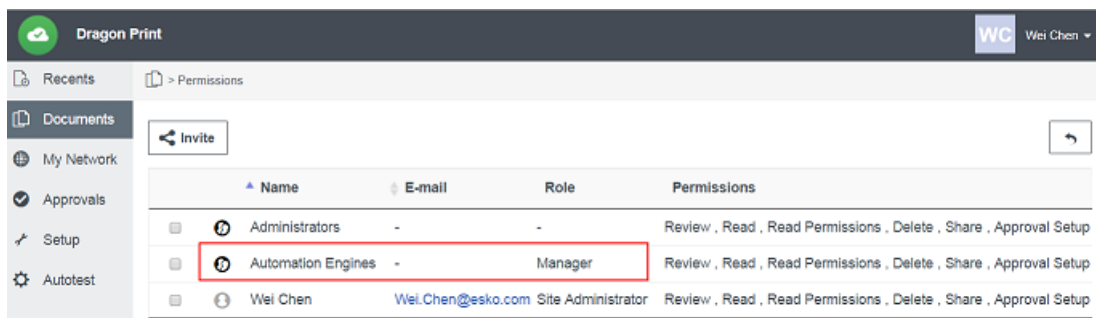 Dragon Print
WC Wei Chen
Recents
> Permissions
Documents
Invite
My Network
Name E-mail Role Permissions
Approvals
Administrators - - Review , Read , Read Permissions , Delete , Share , Approval Setup
Setup
Automation Engines - Manager Review , Read , Read Permissions , Delete , Share , Approval Setup
Autotest
Wei Chen Wei.Chen@esko.com Site Administrator Review , Read , Read Permissions , Delete , Share , Approval Setup